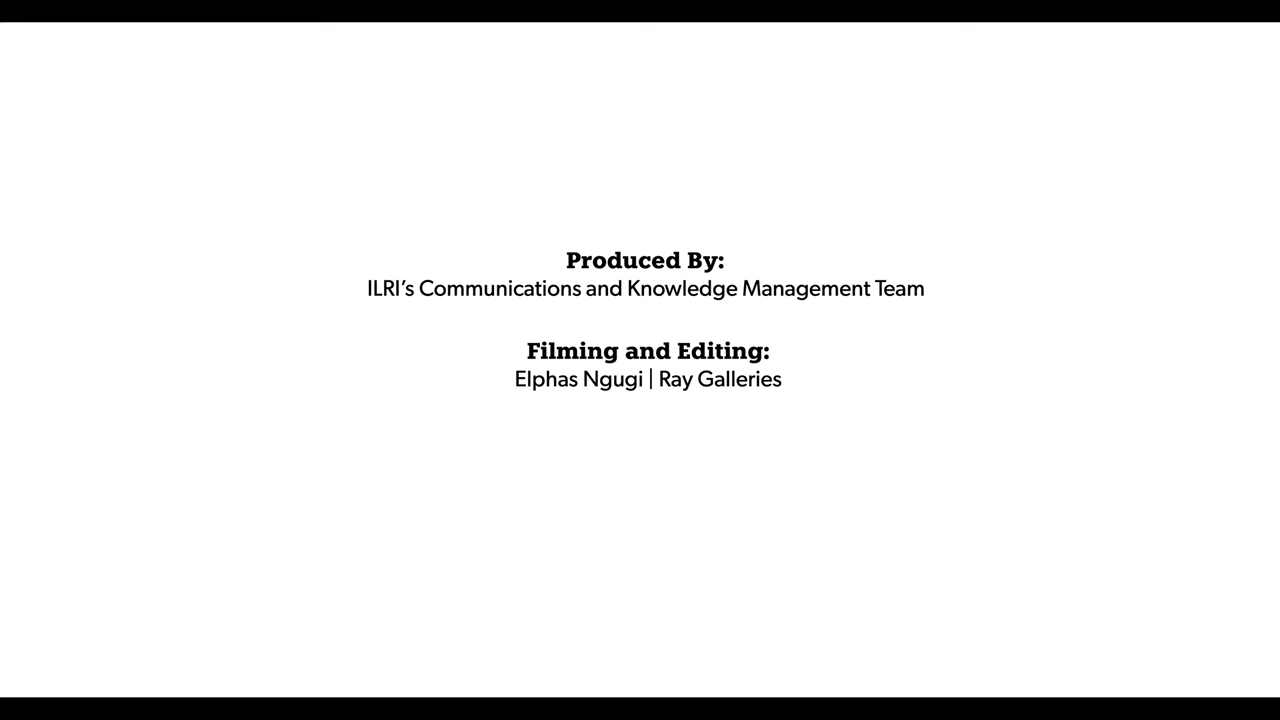 Produced By:
ILRI’s Communications and Knowledge Management Team
Filming and Editing:
Elphas Ngugi | Ray Galleries